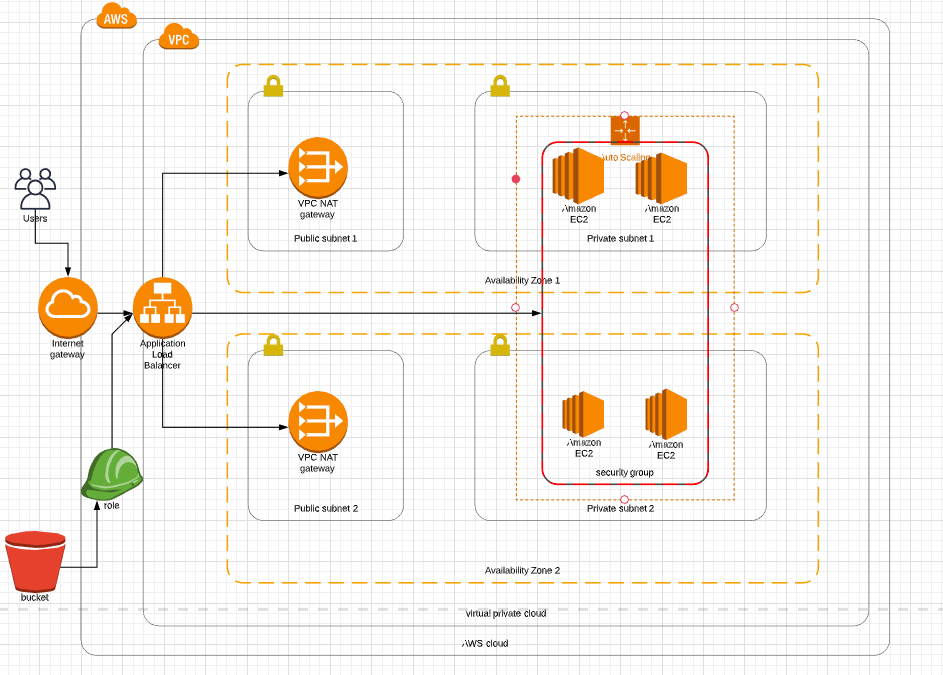 AWS
VPC
Auto Scaling
VPC NAT
gateway
Amazon
EC2
Amazon
EC2
Users
Public subnet 1
Private subnet 1
Availability Zone 1
Internet
gateway
Application
Load
Balancer
VPC NAT
gateway
Amazon
EC2
Amazon
EC2
security group
role
Public subnet 2
Private subnet 2
Availability Zone 2
bucket
virtual private cloud
AWS cloud